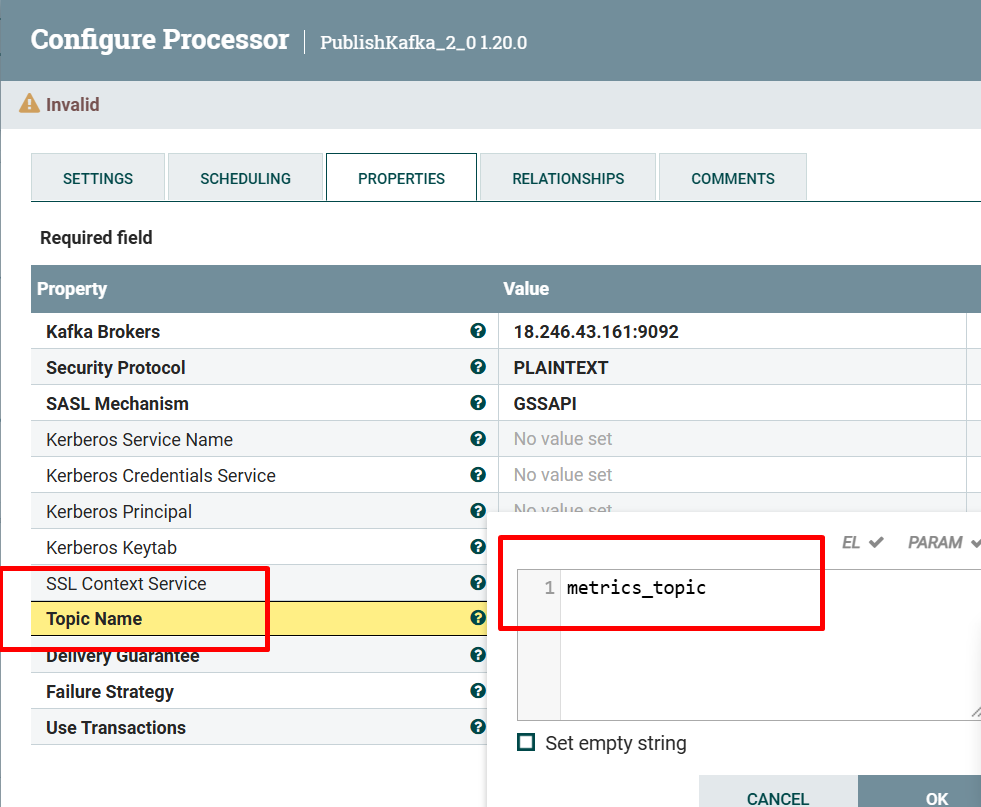 Configure Processor | PublishKafka_2_0 1.20.0
Invalid
SETTINGS SCHEDULING PROPERTIES RELATIONSHIPS COMMENTS
Required field
Property Value
Kafka Brokers 18.246.43.161:9092
Security Protocol PLAINTEXT
SASL Mechanism GSSAPI
Kerberos Service Name No value set
Kerberos Credentials Service No value set
Kerberos Principal No value set
EL PARAM
Kerberos Keytab
SSL Context Service
1 metrics_topic
Topic Name
Delivery Guarantee
Failure Strategy
Use Transactions
Set empty string
CANCEL OK